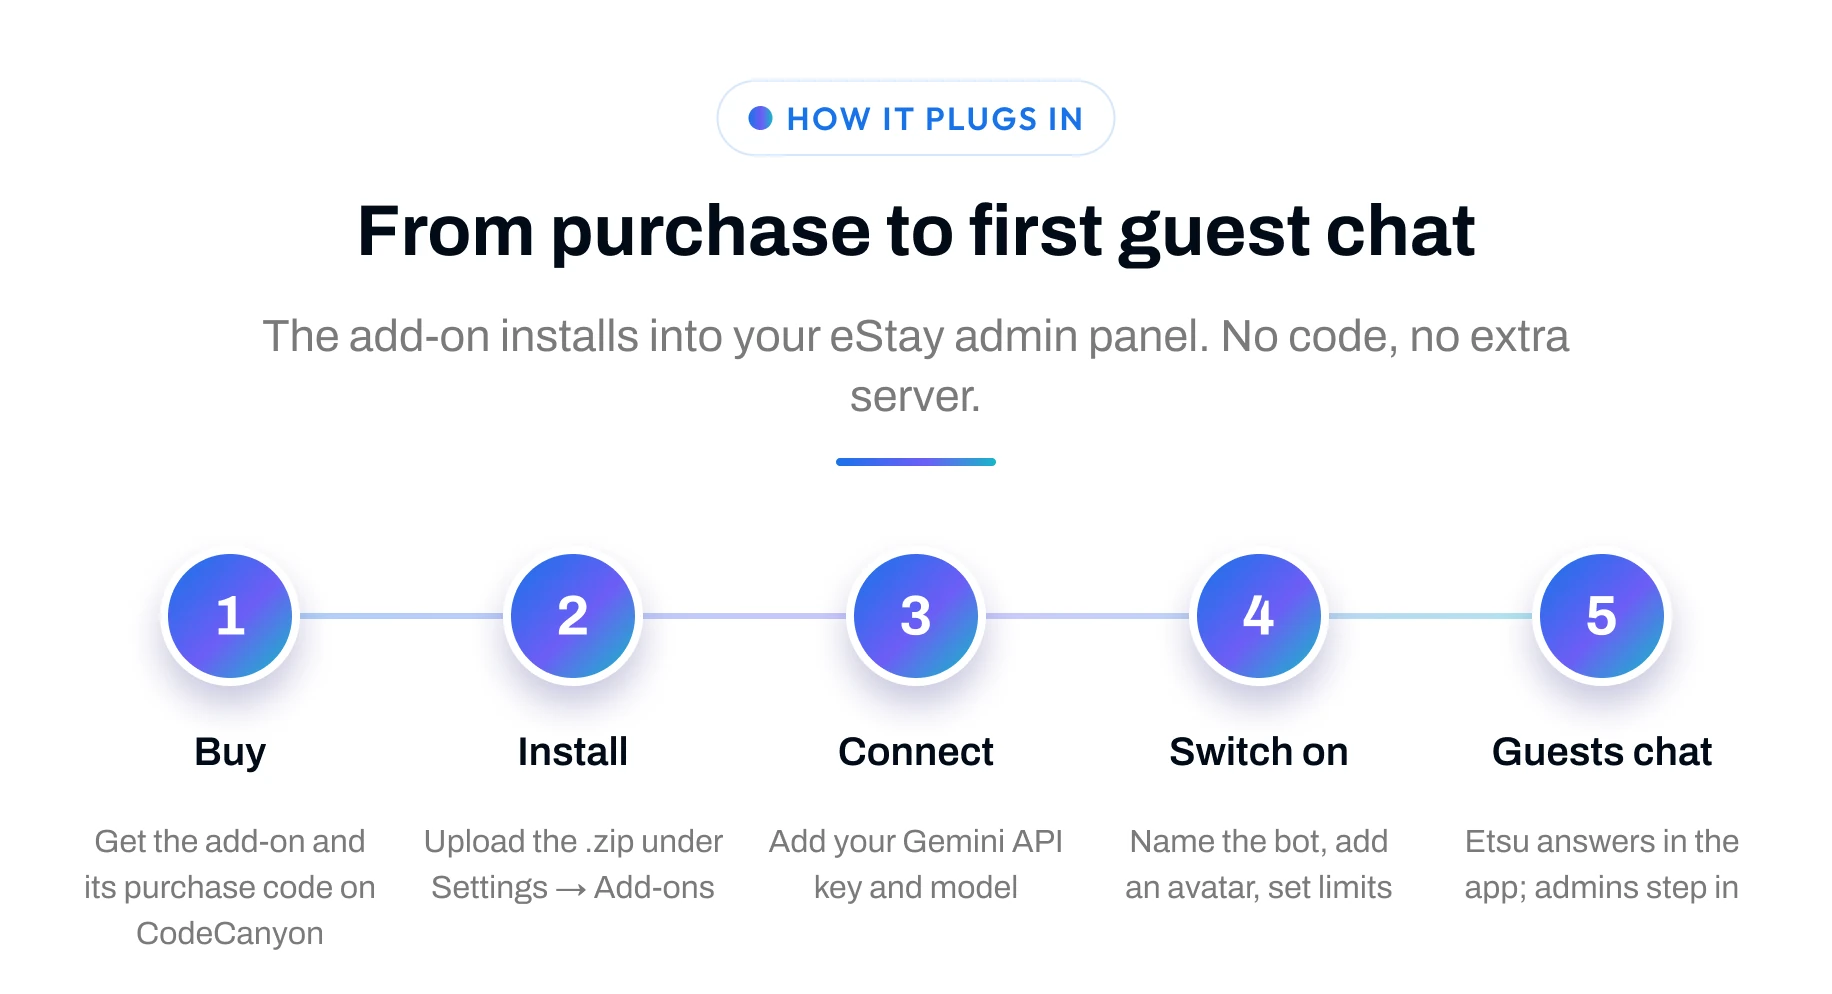 HOW IT PLUGS IN
From purchase to first guest chat
The add-on installs into your eStay admin panel. No code, no extra
server.
1
Buy
Get the add-on and
its purchase code on
CodeCanyon
2
Install
Upload the .zip under
Settings → Add-ons
3
Connect
Add your Gemini API
key and model
4
Switch on
Name the bot, add
an avatar, set limits
5
Guests chat
Etsu answers in the
app; admins step in